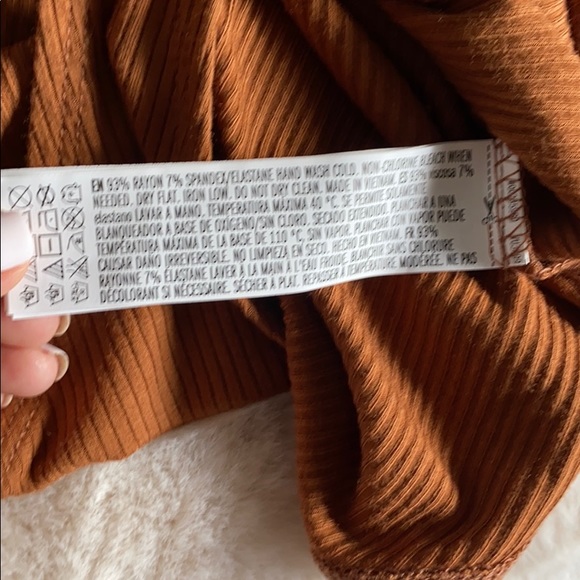 EN 93% RAYON 7% SPANDEX/ELASTANE HAND WASH COLD. NON-CHLORINE BLEACH WHEN
NEEDED. DRY FLAT. IRON LOW. DO NOT DRY CLEAN. MADE IN VIETNAM. ES 93% viscosa 7%
elastano LAVAR A MANO, TEMPERATURA MÁXIMA 40 °C. SE PERMITE SOLAMENTE
BLANQUEADOR A BASE DE OXÍGENO/SIN CLORO. SECADO EXTENDIDO. PLANCHAR A UNA
TEMPERATURA MÁXIMA DE LA BASE DE 110 °C SIN VAPOR. PLANCHAR CON VAPOR PUEDE
CAUSAR DAÑO IRREVERSIBLE. NO LIMPIEZA EN SECO. HECHO EN VIETNAM. FR 93%
RAYONNE 7% ÉLASTANE LAVER À LA MAIN À L'EAU FROIDE. BLANCHIR SANS CHLORURE
DÉCOLORANT SI NÉCESSAIRE. SÉCHER À PLAT. REPASSER À TEMPÉRATURE MODÉRÉE. NE PAS